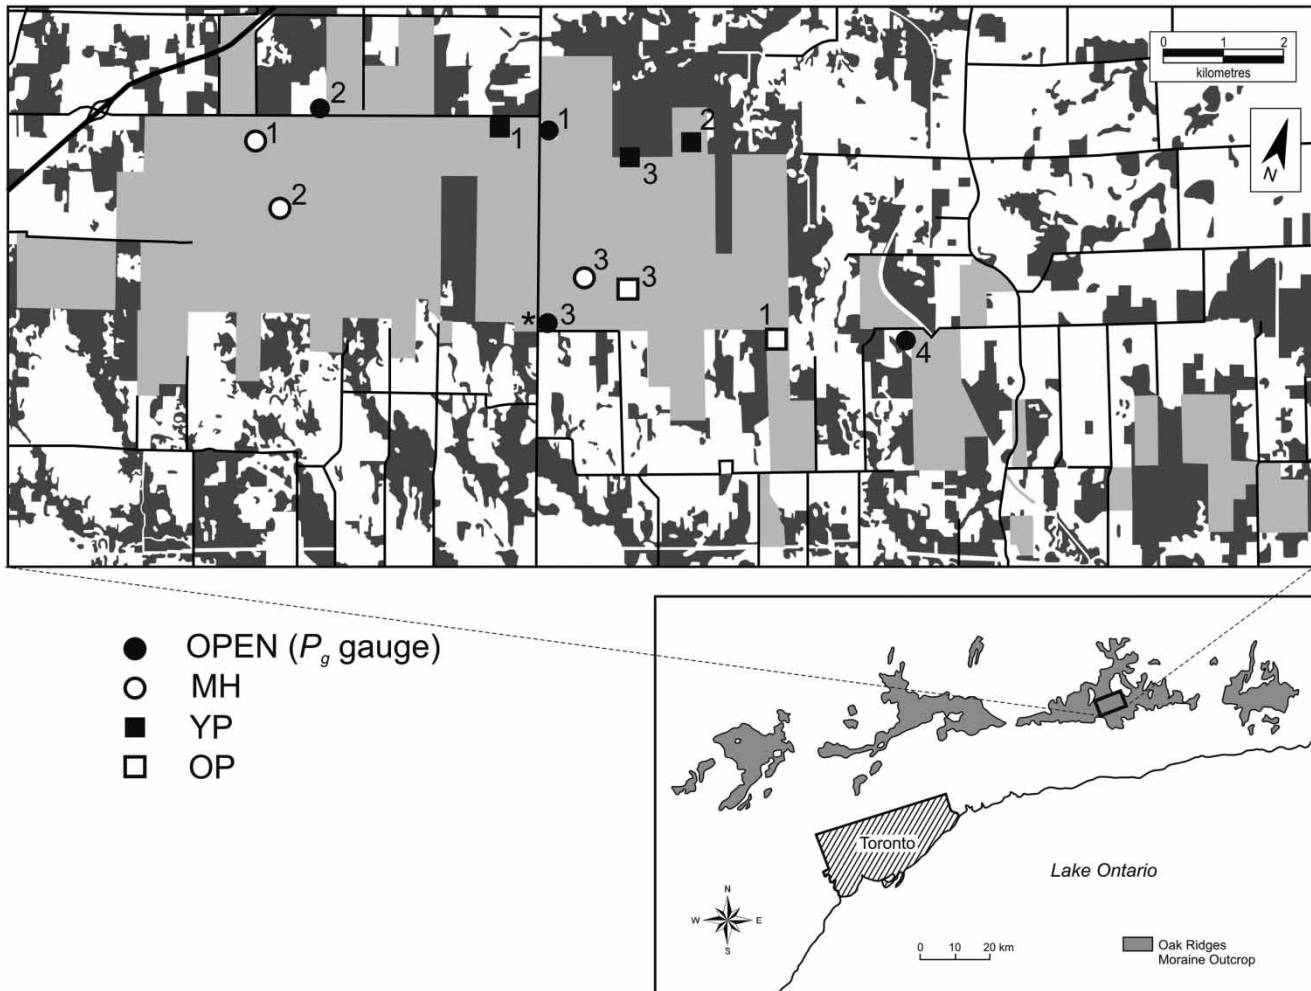 0 1 2
kilometres
N
2
1
1
1
2
3
2
3
3
* 3
1
4
OPEN (Pg gauge)
MH
YP
OP
Toronto
Lake Ontario
N
W E
S
0 10 20 km
Oak Ridges
Moraine Outcrop